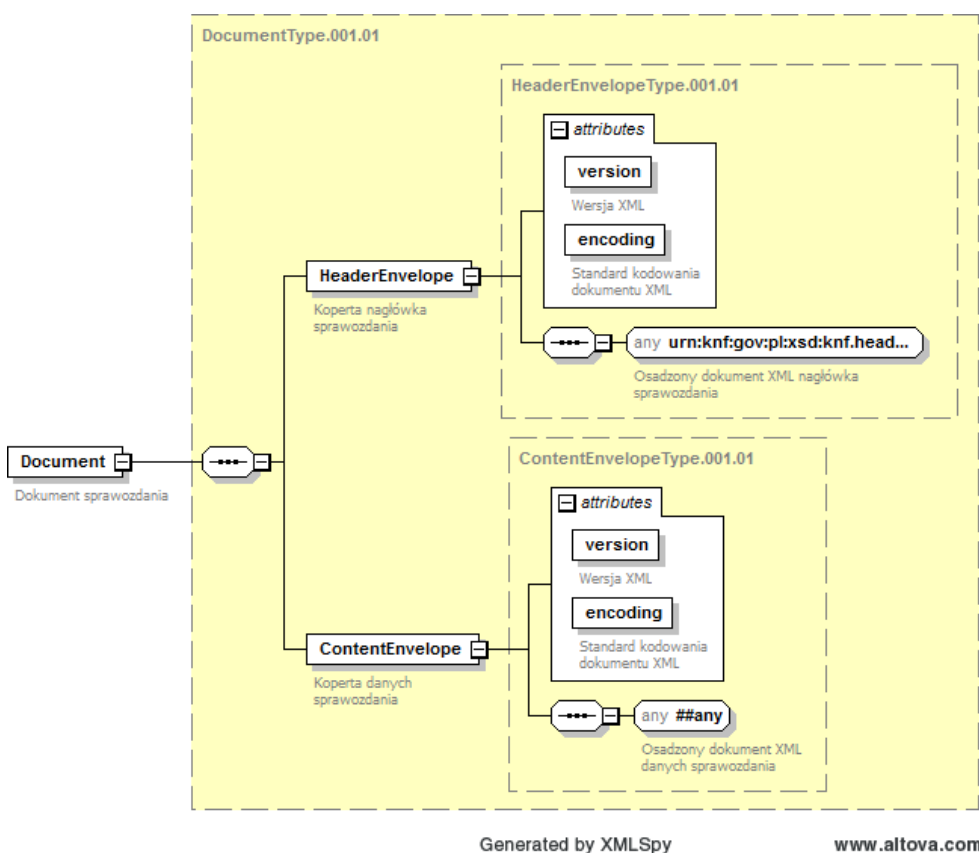 DocumentType.001.01
HeaderEnvelopeType.001.01
attributes
version
Wersja XML
encoding
Standard kodowania
dokumentu XML
HeaderEnvelope
Koperta nagłówka
sprawozdania
any urn:knf:gov:pl:xsd:knf.head...
Osadzony dokument XML nagłówka
sprawozdania
Document
Dokument sprawozdania
ContentEnvelopeType.001.01
attributes
version
Wersja XML
encoding
Standard kodowania
dokumentu XML
ContentEnvelope
Koperta danych
sprawozdania
any ##any
Osadzony dokument XML
danych sprawozdania
Generated by XMLSpy
www.altova.com